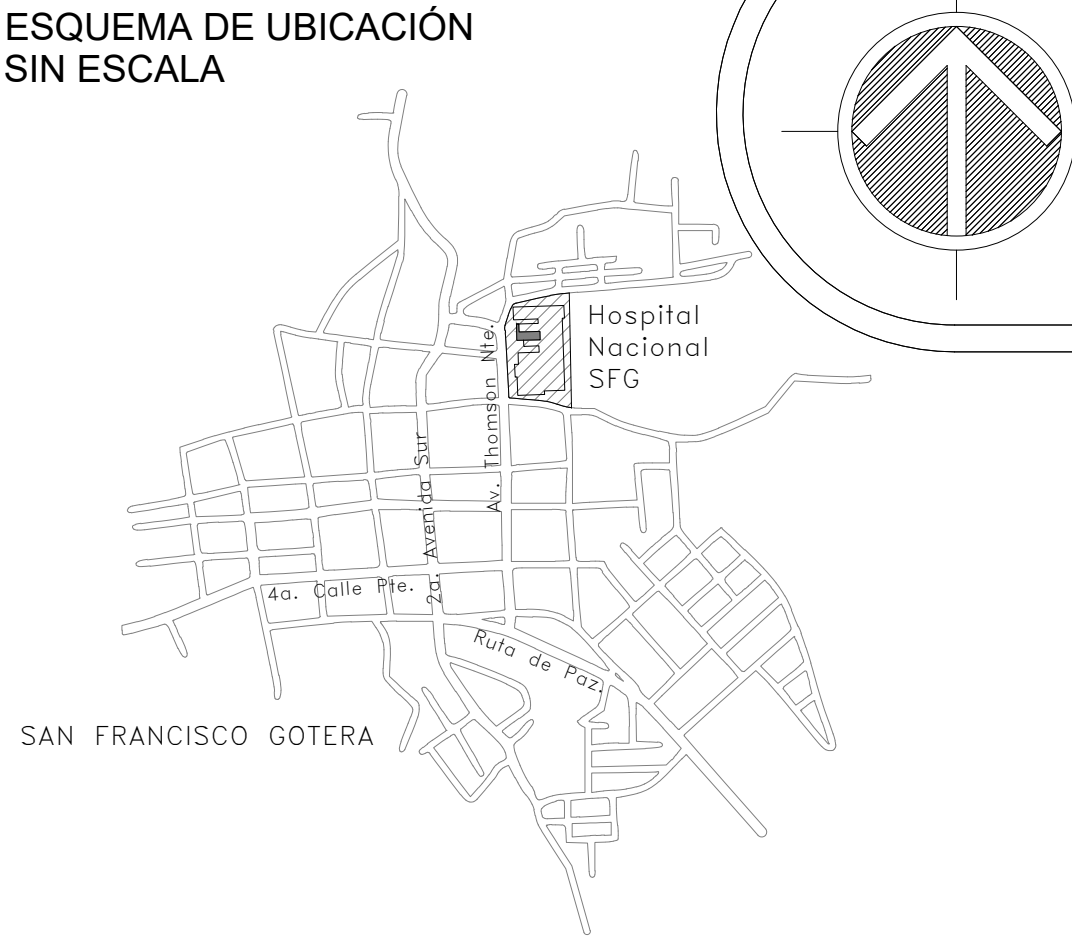 ESQUEMA DE UBICACIÓN
SIN ESCALA
Hospital
Nacional
SFG
Av. Thomson Nte.
2a. Avenida Sur
4a. Calle Pte.
Ruta de Paz.
SAN FRANCISCO GOTERA